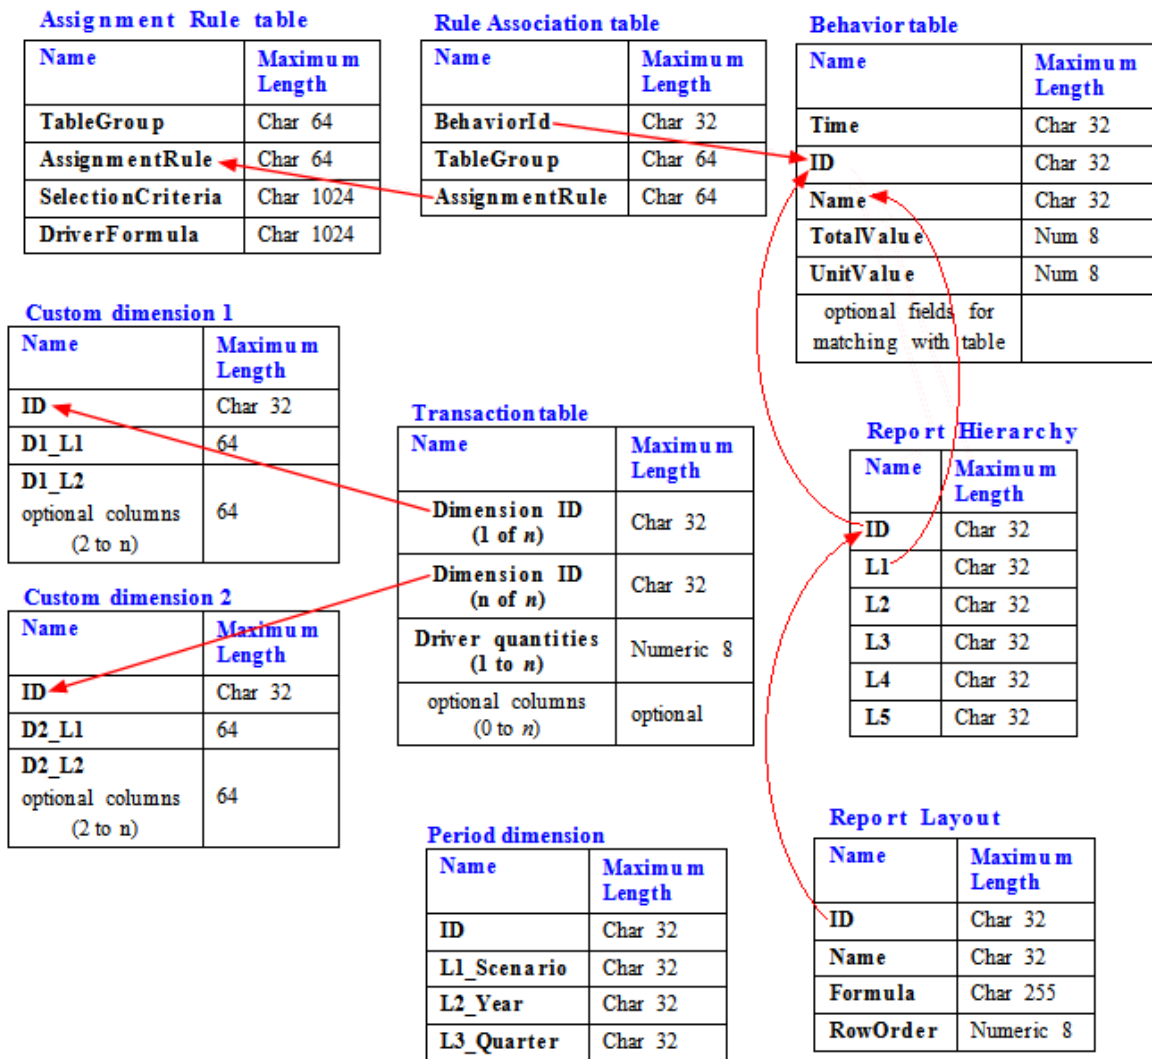 Assignment Rule table
Name Maximum
Length
TableGroup Char 64
AssignmentRule Char 64
SelectionCriteria Char 1024
DriverFormula Char 1024
Rule Association table
Name Maximum
Length
BehaviorId Char 32
TableGroup Char 64
AssignmentRule Char 64
Behavior table
Name Maximum
Length
Time Char 32
ID Char 32
Name Char 32
TotalValue Num 8
UnitValue Num 8
optional fields for
matching with table
Custom dimension 1
Name Maximum
Length
ID Char 32
D1_L1 64
D1_L2
optional columns 64
(2 to n)
Custom dimension 2
Name Maximum
Length
ID Char 32
D2_L1 64
D2_L2
optional columns 64
(2 to n)
Transaction table
Name Maximum
Length
Dimension ID Char 32
(1 of n)
Dimension ID Char 32
(n of n)
Driver quantities Numeric 8
(1 to n)
optional columns optional
(0 to n)
Report Hierarchy
Name Maximum
Length
ID Char 32
L1 Char 32
L2 Char 32
L3 Char 32
L4 Char 32
L5 Char 32
Period dimension
Name Maximum
Length
ID Char 32
L1_Scenario Char 32
L2_Year Char 32
L3_Quarter Char 32
Report Layout
Name Maximum
Length
ID Char 32
Name Char 32
Formula Char 255
RowOrder Numeric 8